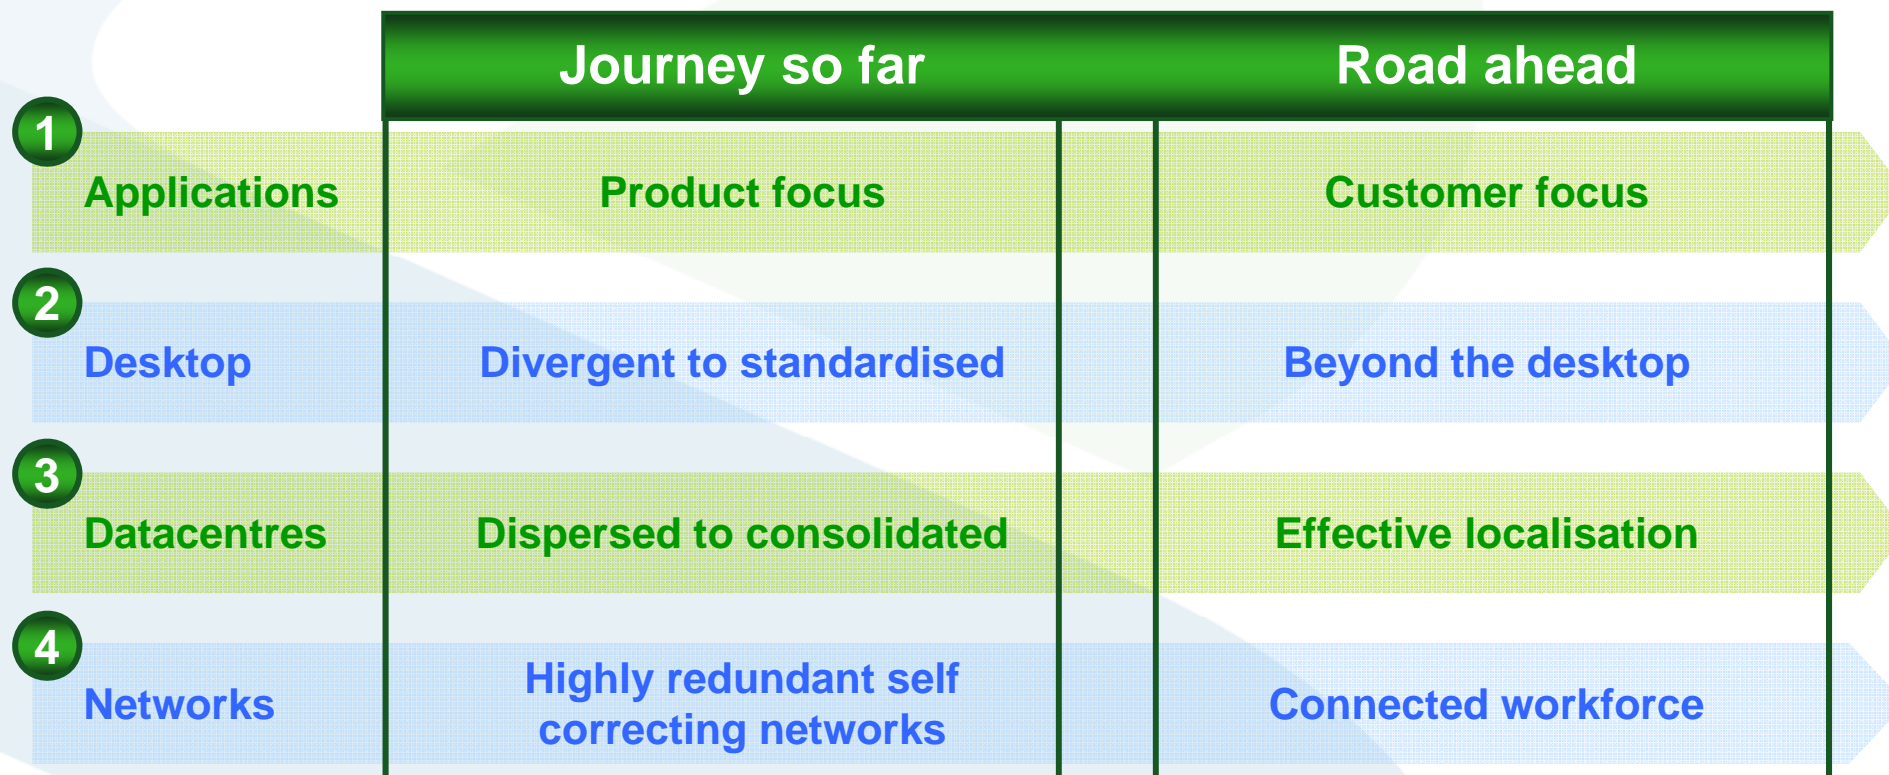 Journey so far Road ahead
1
Applications Product focus Customer focus
2
Desktop Divergent to standardised Beyond the desktop
3
Datacentres Dispersed to consolidated Effective localisation
4
Networks Highly redundant self
correcting networks Connected workforce